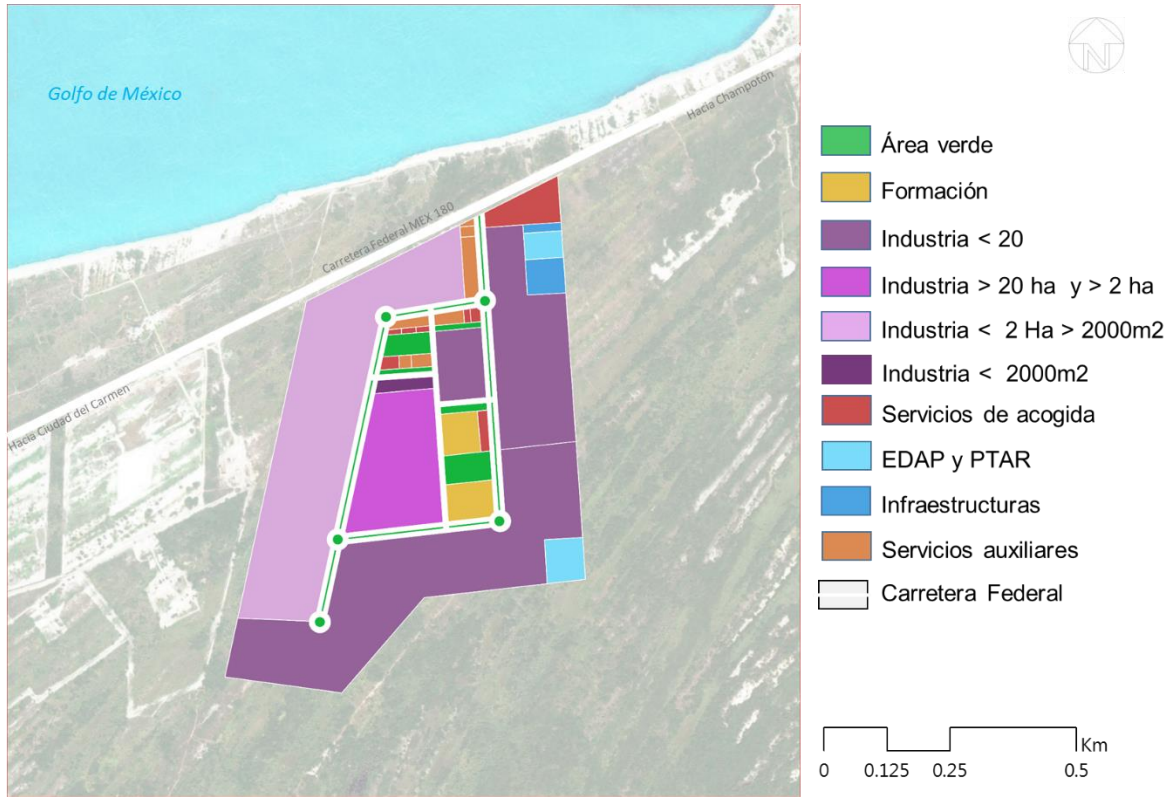 Golfo de México
N
Hacia Champotón
Carretera Federal MEX 180
Hacia Ciudad del Carmen
Área verde
Formación
Industria < 20
Industria > 20 ha y > 2 ha
Industria < 2 Ha > 2000m2
Industria < 2000m2
Servicios de acogida
EDAP y PTAR
Infraestructuras
Servicios auxiliares
Carretera Federal
Km
0 0.125 0.25 0.5